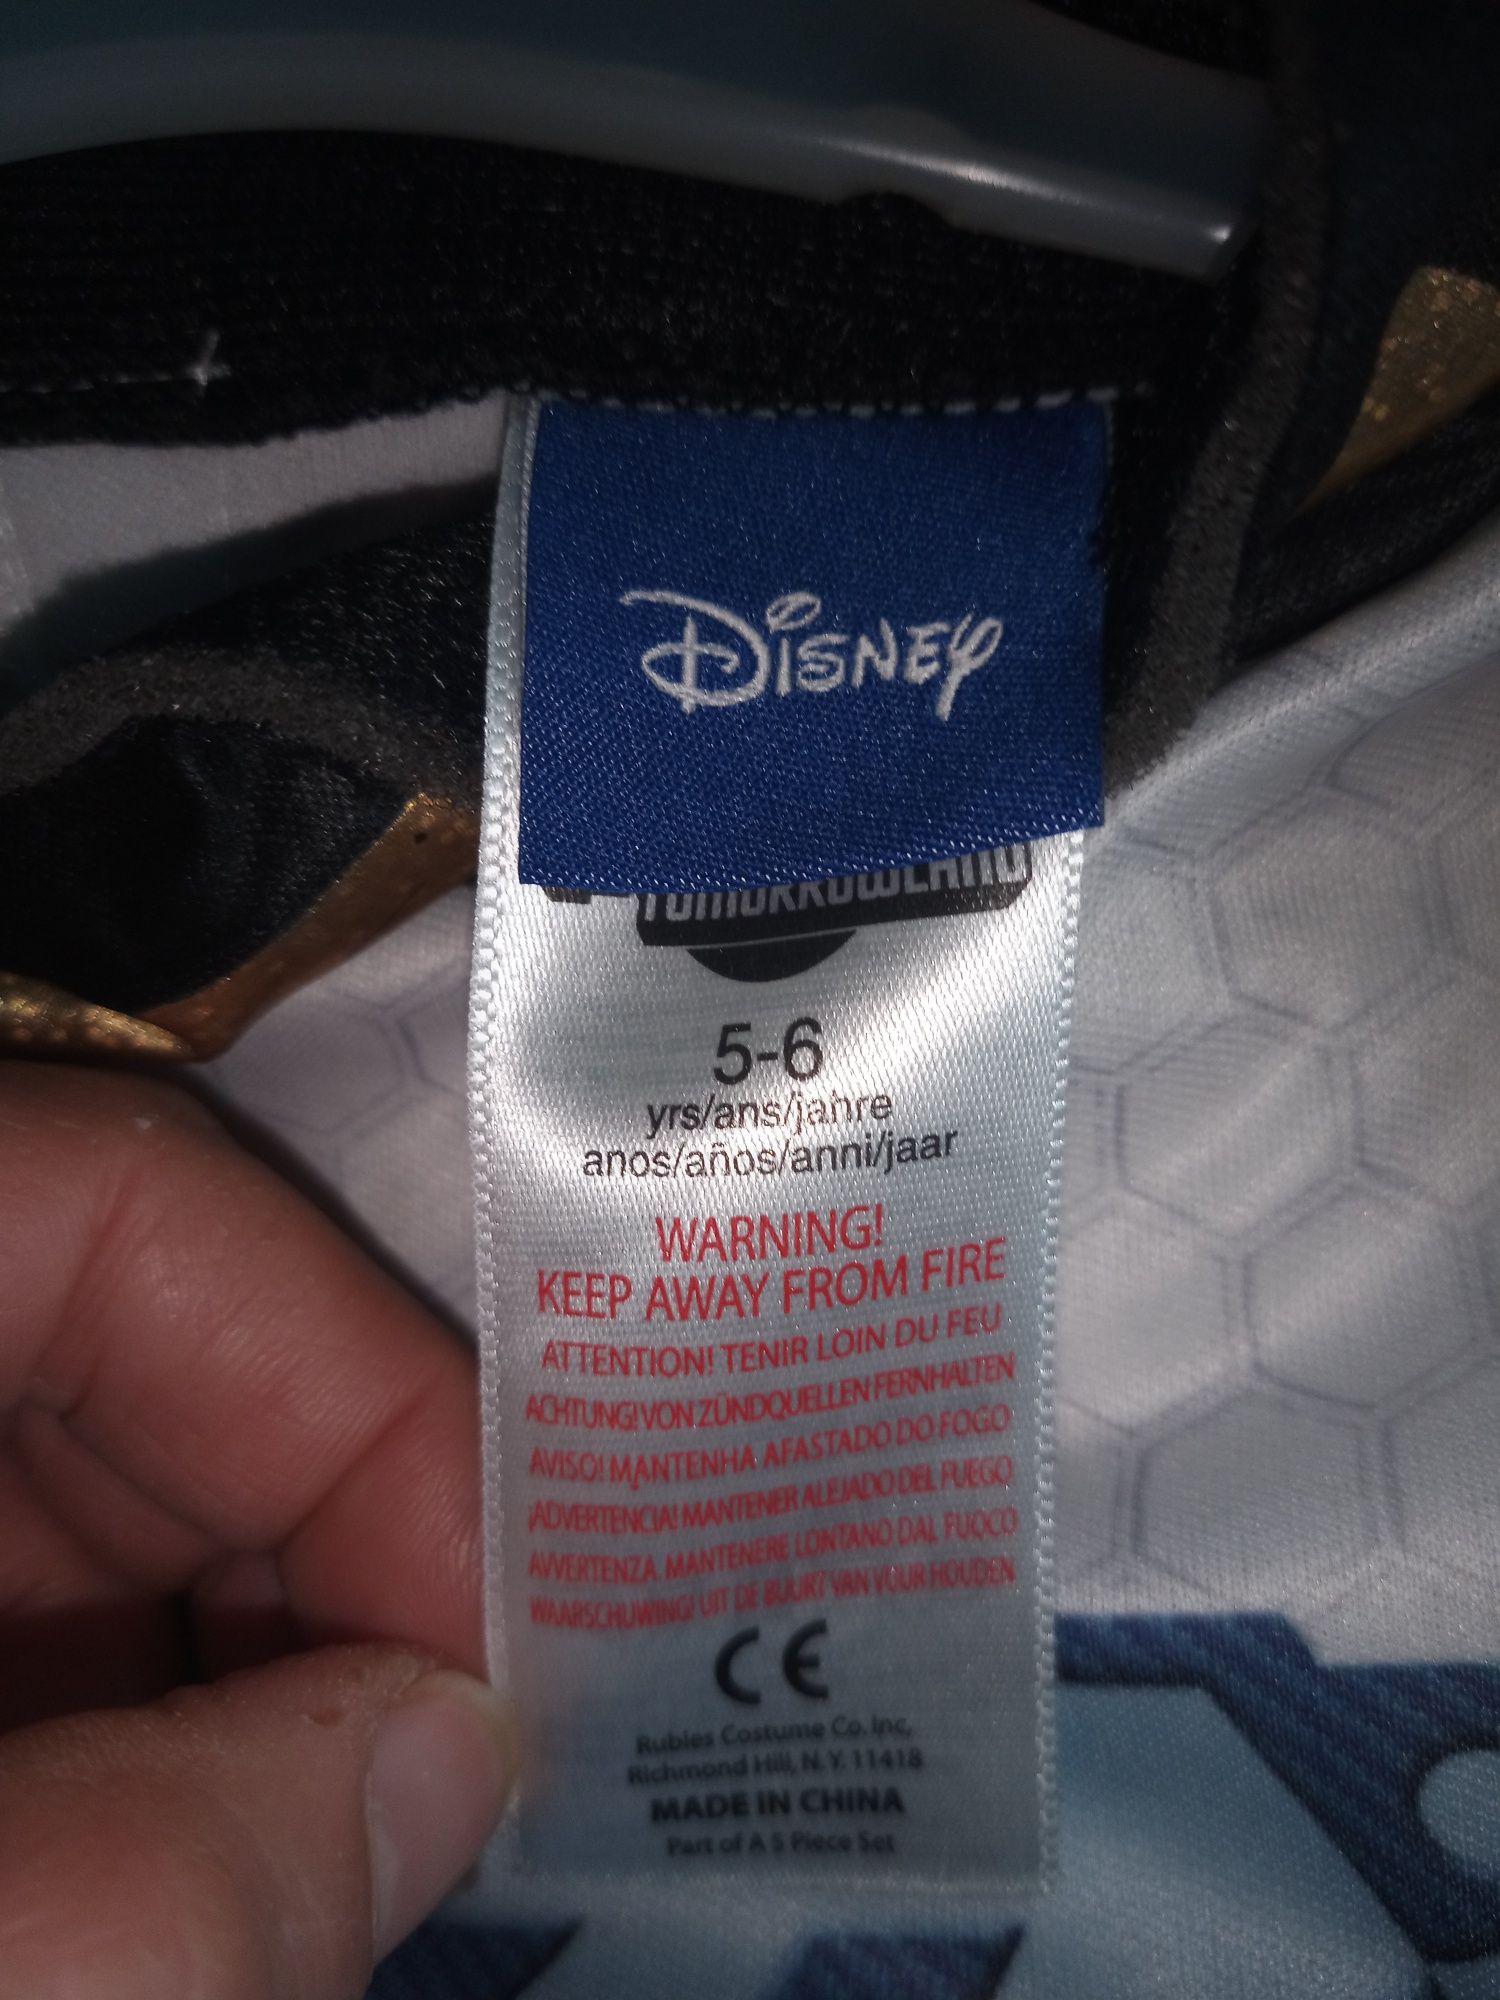 Disney
TOMORROWLAND
5-6
yrs/ans/jahre
anos/años/anni/jaar
WARNING!
KEEP AWAY FROM FIRE
ATTENTION! TENIR LOIN DU FEU
ACHTUNG! VON ZÜNDQUELLEN FERNHALTEN
AVISO! MANTENHA AFASTADO DO FOGO
¡ADVERTENCIA! MANTENER ALEJADO DEL FUEGO
AVVERTENZA MANTENERE LONTANO DAL FUOCO
WAARSCHUWING! UIT DE BUURT VAN VUUR HOUDEN
CE
Rubies Costume Co. Inc,
Richmond Hill, N.Y. 11418
MADE IN CHINA
Part of A 5 Piece Set